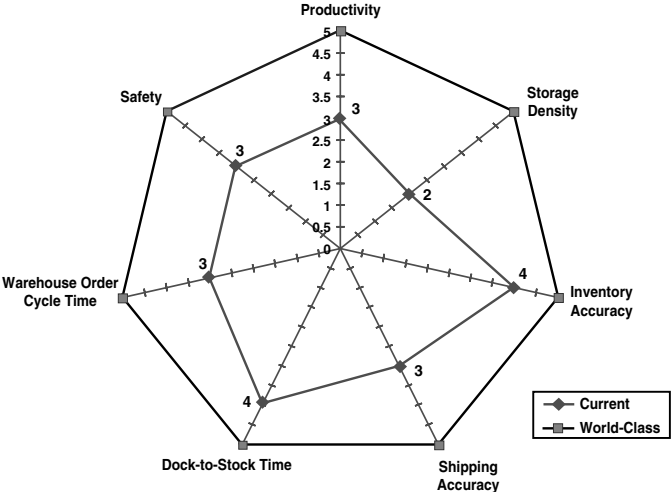 Productivity
5
4.5
4
3.5
3
2.5
2
1.5
1
0.5
0
3
Storage
Density
2
4
Inventory
Accuracy
3
Shipping
Accuracy
4
Dock-to-Stock Time
3
Warehouse Order
Cycle Time
3
Safety
Current
World-Class